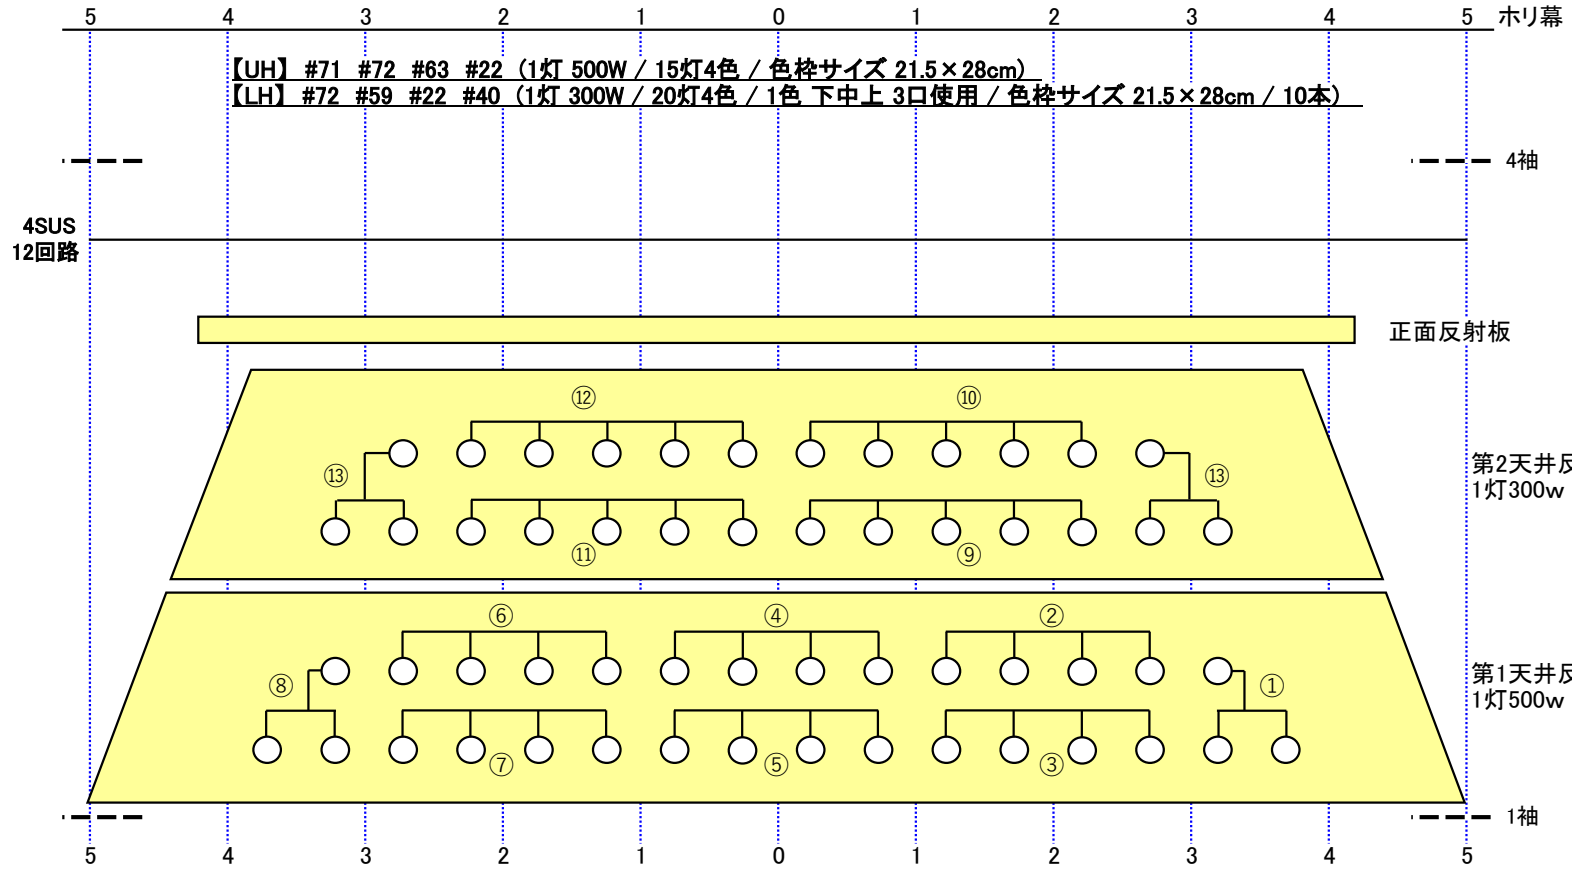 5 4 3 2 1 0 1 2 3 4 5 ホリ幕
【UH】 #71 #72 #63 #22 (1灯 500W / 15灯4色 / 色枠サイズ 21.5×28cm)
【LH】 #72 #59 #22 #40 (1灯 300W / 20灯4色 / 1色 下中上 3口使用 / 色枠サイズ 21.5×28cm / 10本)
4袖
4SUS
12回路
正面反射板
⑫ ⑩
第2天井反
⑬ ⑬
1灯300w
⑪ ⑨
⑥ ④ ②
第1天井反
⑧ ①
1灯500w
⑦ ⑤ ③
1袖
5 4 3 2 1 0 1 2 3 4 5